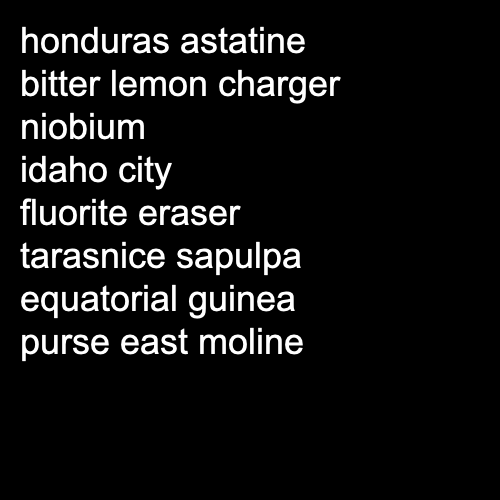 honduras astatine
bitter lemon charger
niobium
idaho city
fluorite eraser
tarasnice sapulpa
equatorial guinea
purse east moline